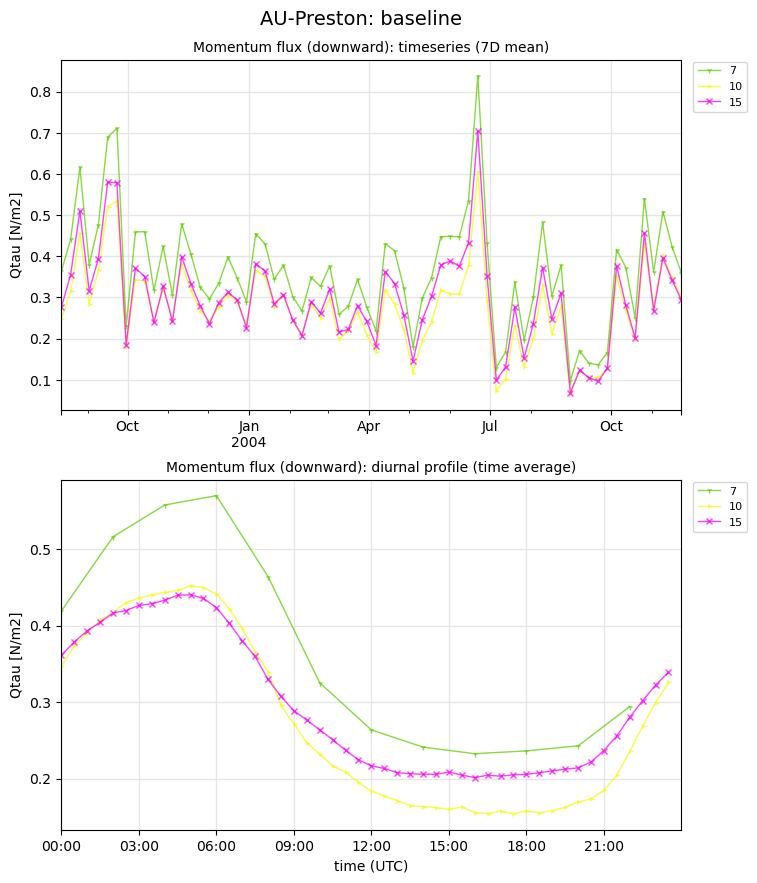 AU-Preston: baseline
Momentum flux (downward): timeseries (7D mean)
7
10
15
0.8
0.7
0.6
0.5
0.4
0.3
0.2
0.1
Qtau [N/m2]
Oct
Jan
2004
Apr
Jul
Oct
Momentum flux (downward): diurnal profile (time average)
7
10
15
0.5
0.4
0.3
0.2
Qtau [N/m2]
00:00
03:00
06:00
09:00
12:00
15:00
18:00
21:00
time (UTC)